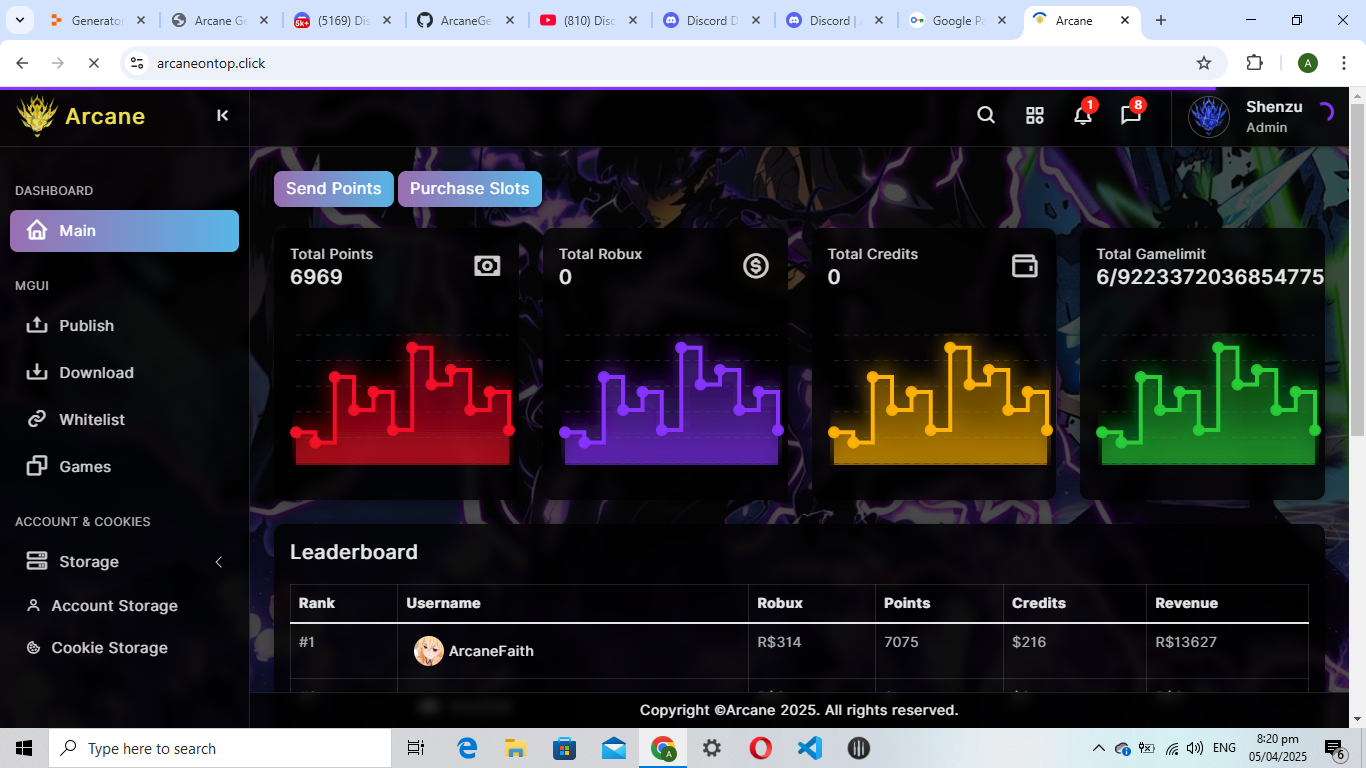 Generator
Arcane Ge
5K+
(5169) Dis
ArcaneGe
(810) Disc
Discord D
Discord | 
Google Pa
Arcane
arcaneontop.click
A
Arcane
1
8
Shenzu
Admin
DASHBOARD
Main
MGUI
Publish
Download
Whitelist
Games
ACCOUNT & COOKIES
Storage
Account Storage
Cookie Storage
Send Points
Purchase Slots
Total Points
6969
Total Robux
0
Total Credits
0
Total Gamelimit
6/9223372036854775
Leaderboard
Rank Username Robux Points Credits Revenue
#1 ArcaneFaith R$314 7075 $216 R$13627
Copyright ©Arcane 2025. All rights reserved.
Type here to search
A
ENG
8:20 pm
05/04/2025
6